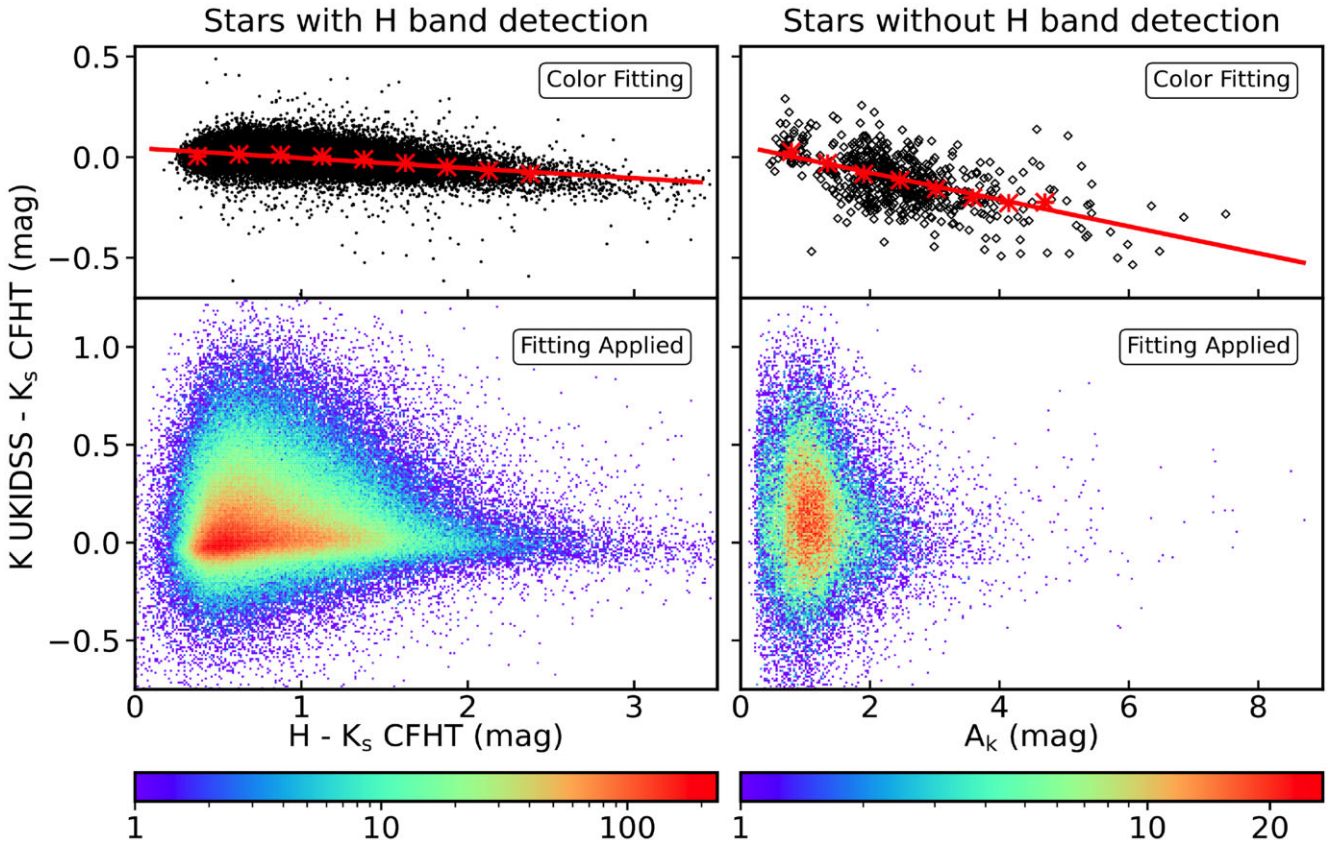 Stars with H band detection
Stars without H band detection
0.5
0.0
−0.5
Color Fitting
Color Fitting
K UKIDSS - Kₛ CFHT (mag)
1.0
0.5
0.0
−0.5
Fitting Applied
Fitting Applied
0 1 2 3
0 2 4 6 8
H - Kₛ CFHT (mag)
Aₖ (mag)
1 10 100
1 10 20